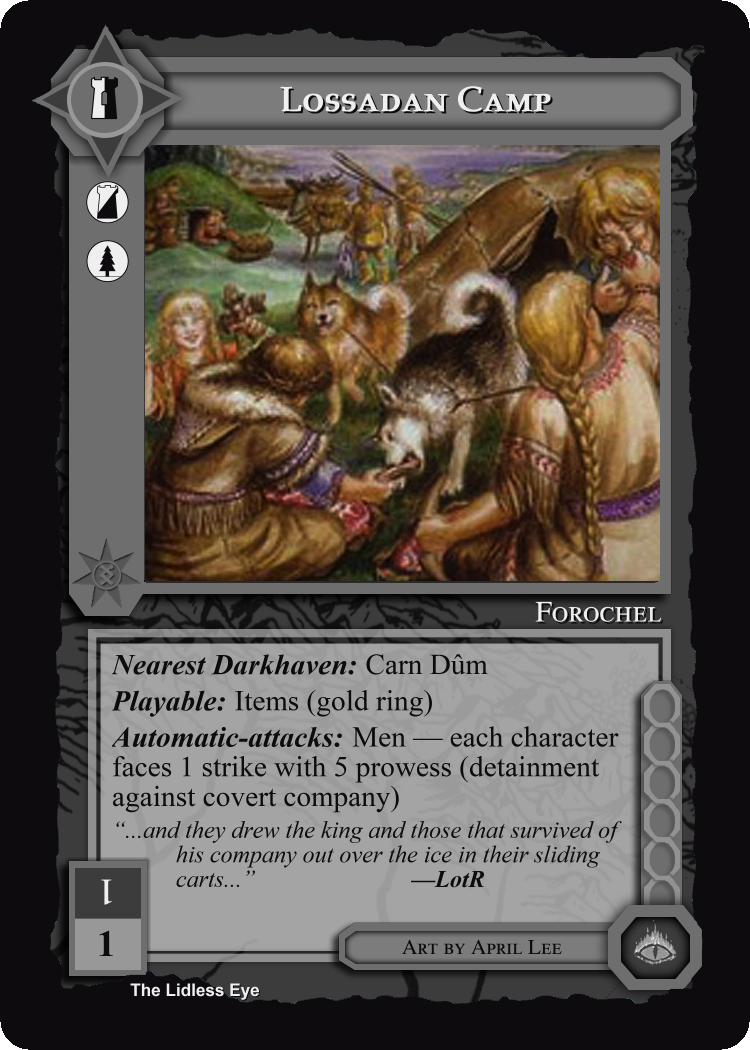 Lossadan Camp
Forochel
Nearest Darkhaven: Carn Dûm
Playable: Items (gold ring)
Automatic-attacks: Men — each character
faces 1 strike with 5 prowess (detainment
against covert company)
“...and they drew the king and those that survived of
his company out over the ice in their sliding
carts...” —LotR
1
1
Art by April Lee
The Lidless Eye